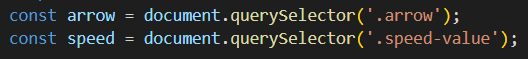 const arrow = document.querySelector('.arrow');
const speed = document.querySelector('.speed-value');